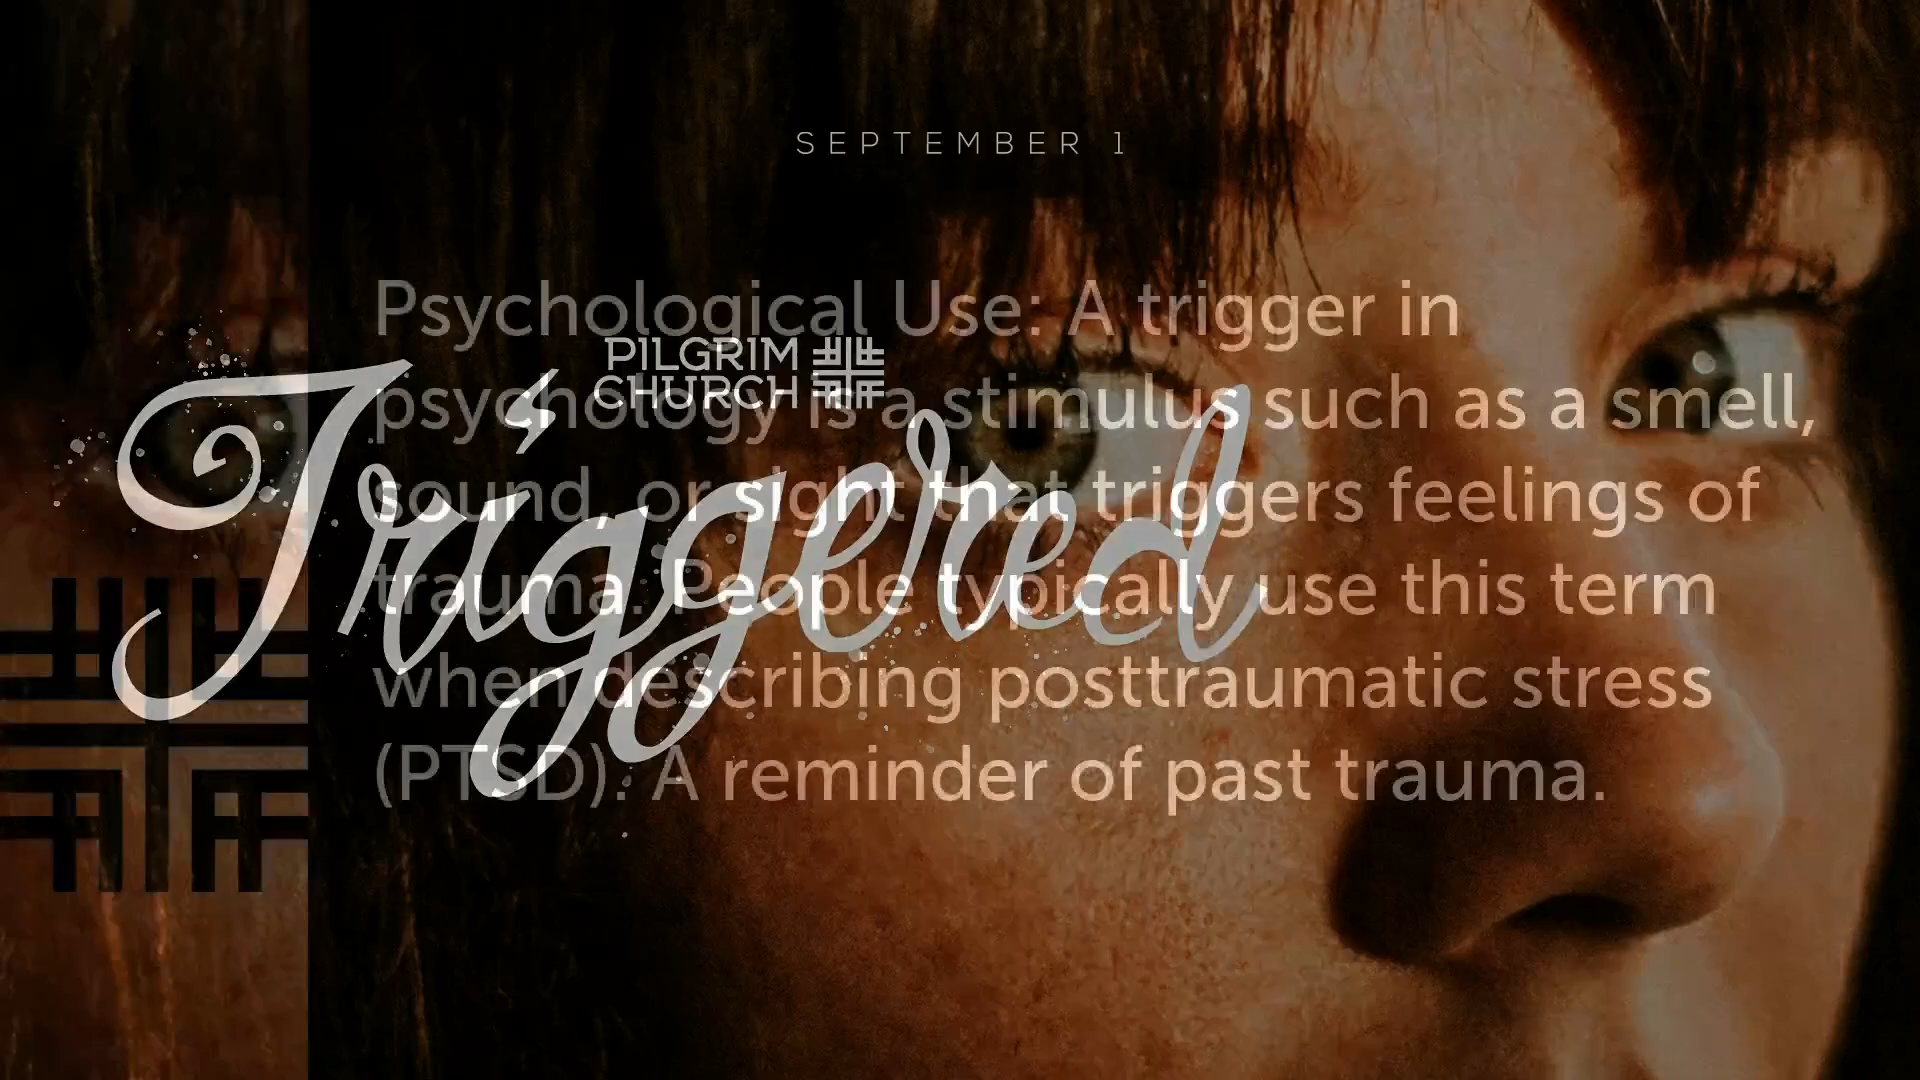 SEPTEMBER 1
PILGRIM
CHURCH
Triggered
Psychological Use: A trigger in
psychology is a stimulus such as a smell,
sound, or sight that triggers feelings of
trauma. People typically use this term
when describing posttraumatic stress
(PTSD). A reminder of past trauma.